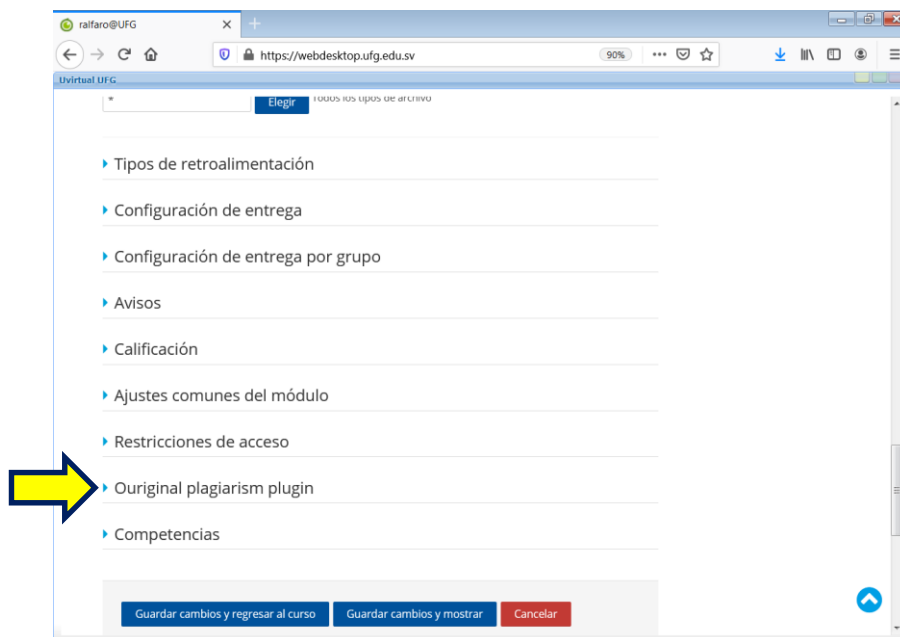 ralfaro@UFG
https://webdesktop.ufg.edu.sv
90%
Uvirtual UFG
*
Elegir
Todos los tipos de archivo
Tipos de retroalimentación
Configuración de entrega
Configuración de entrega por grupo
Avisos
Calificación
Ajustes comunes del módulo
Restricciones de acceso
Ouriginal plagiarism plugin
Competencias
Guardar cambios y regresar al curso
Guardar cambios y mostrar
Cancelar